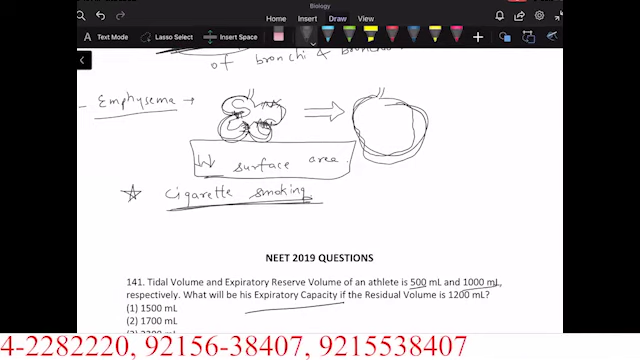 Biology
Home Insert Draw View
Text Mode Lasso Select Insert Space
of bronchi &
- Emphysema →
↓ surface area.
☆ Cigarette smoking
NEET 2019 QUESTIONS
141. Tidal Volume and Expiratory Reserve Volume of an athlete is 500 mL and 1000 mL,
respectively. What will be his Expiratory Capacity if the Residual Volume is 1200 mL?
(1) 1500 mL
(2) 1700 mL
4-2282220, 92156-38407, 9215538407